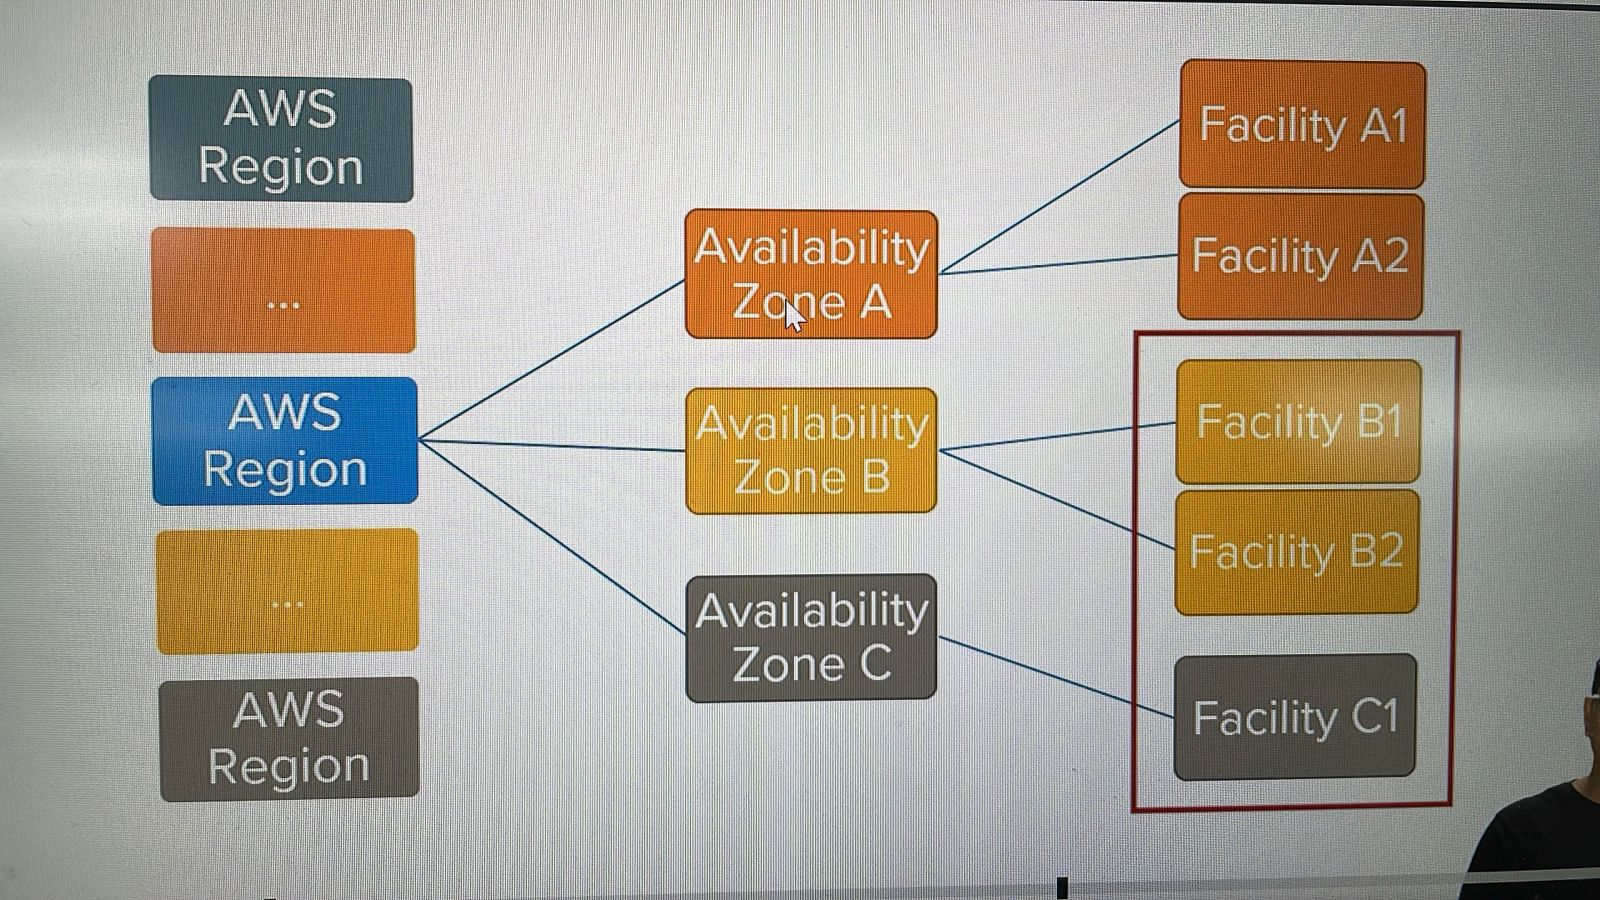 AWS
Region
...
AWS
Region
...
AWS
Region
Availability
Zone A
Availability
Zone B
Availability
Zone C
Facility A1
Facility A2
Facility B1
Facility B2
Facility C1